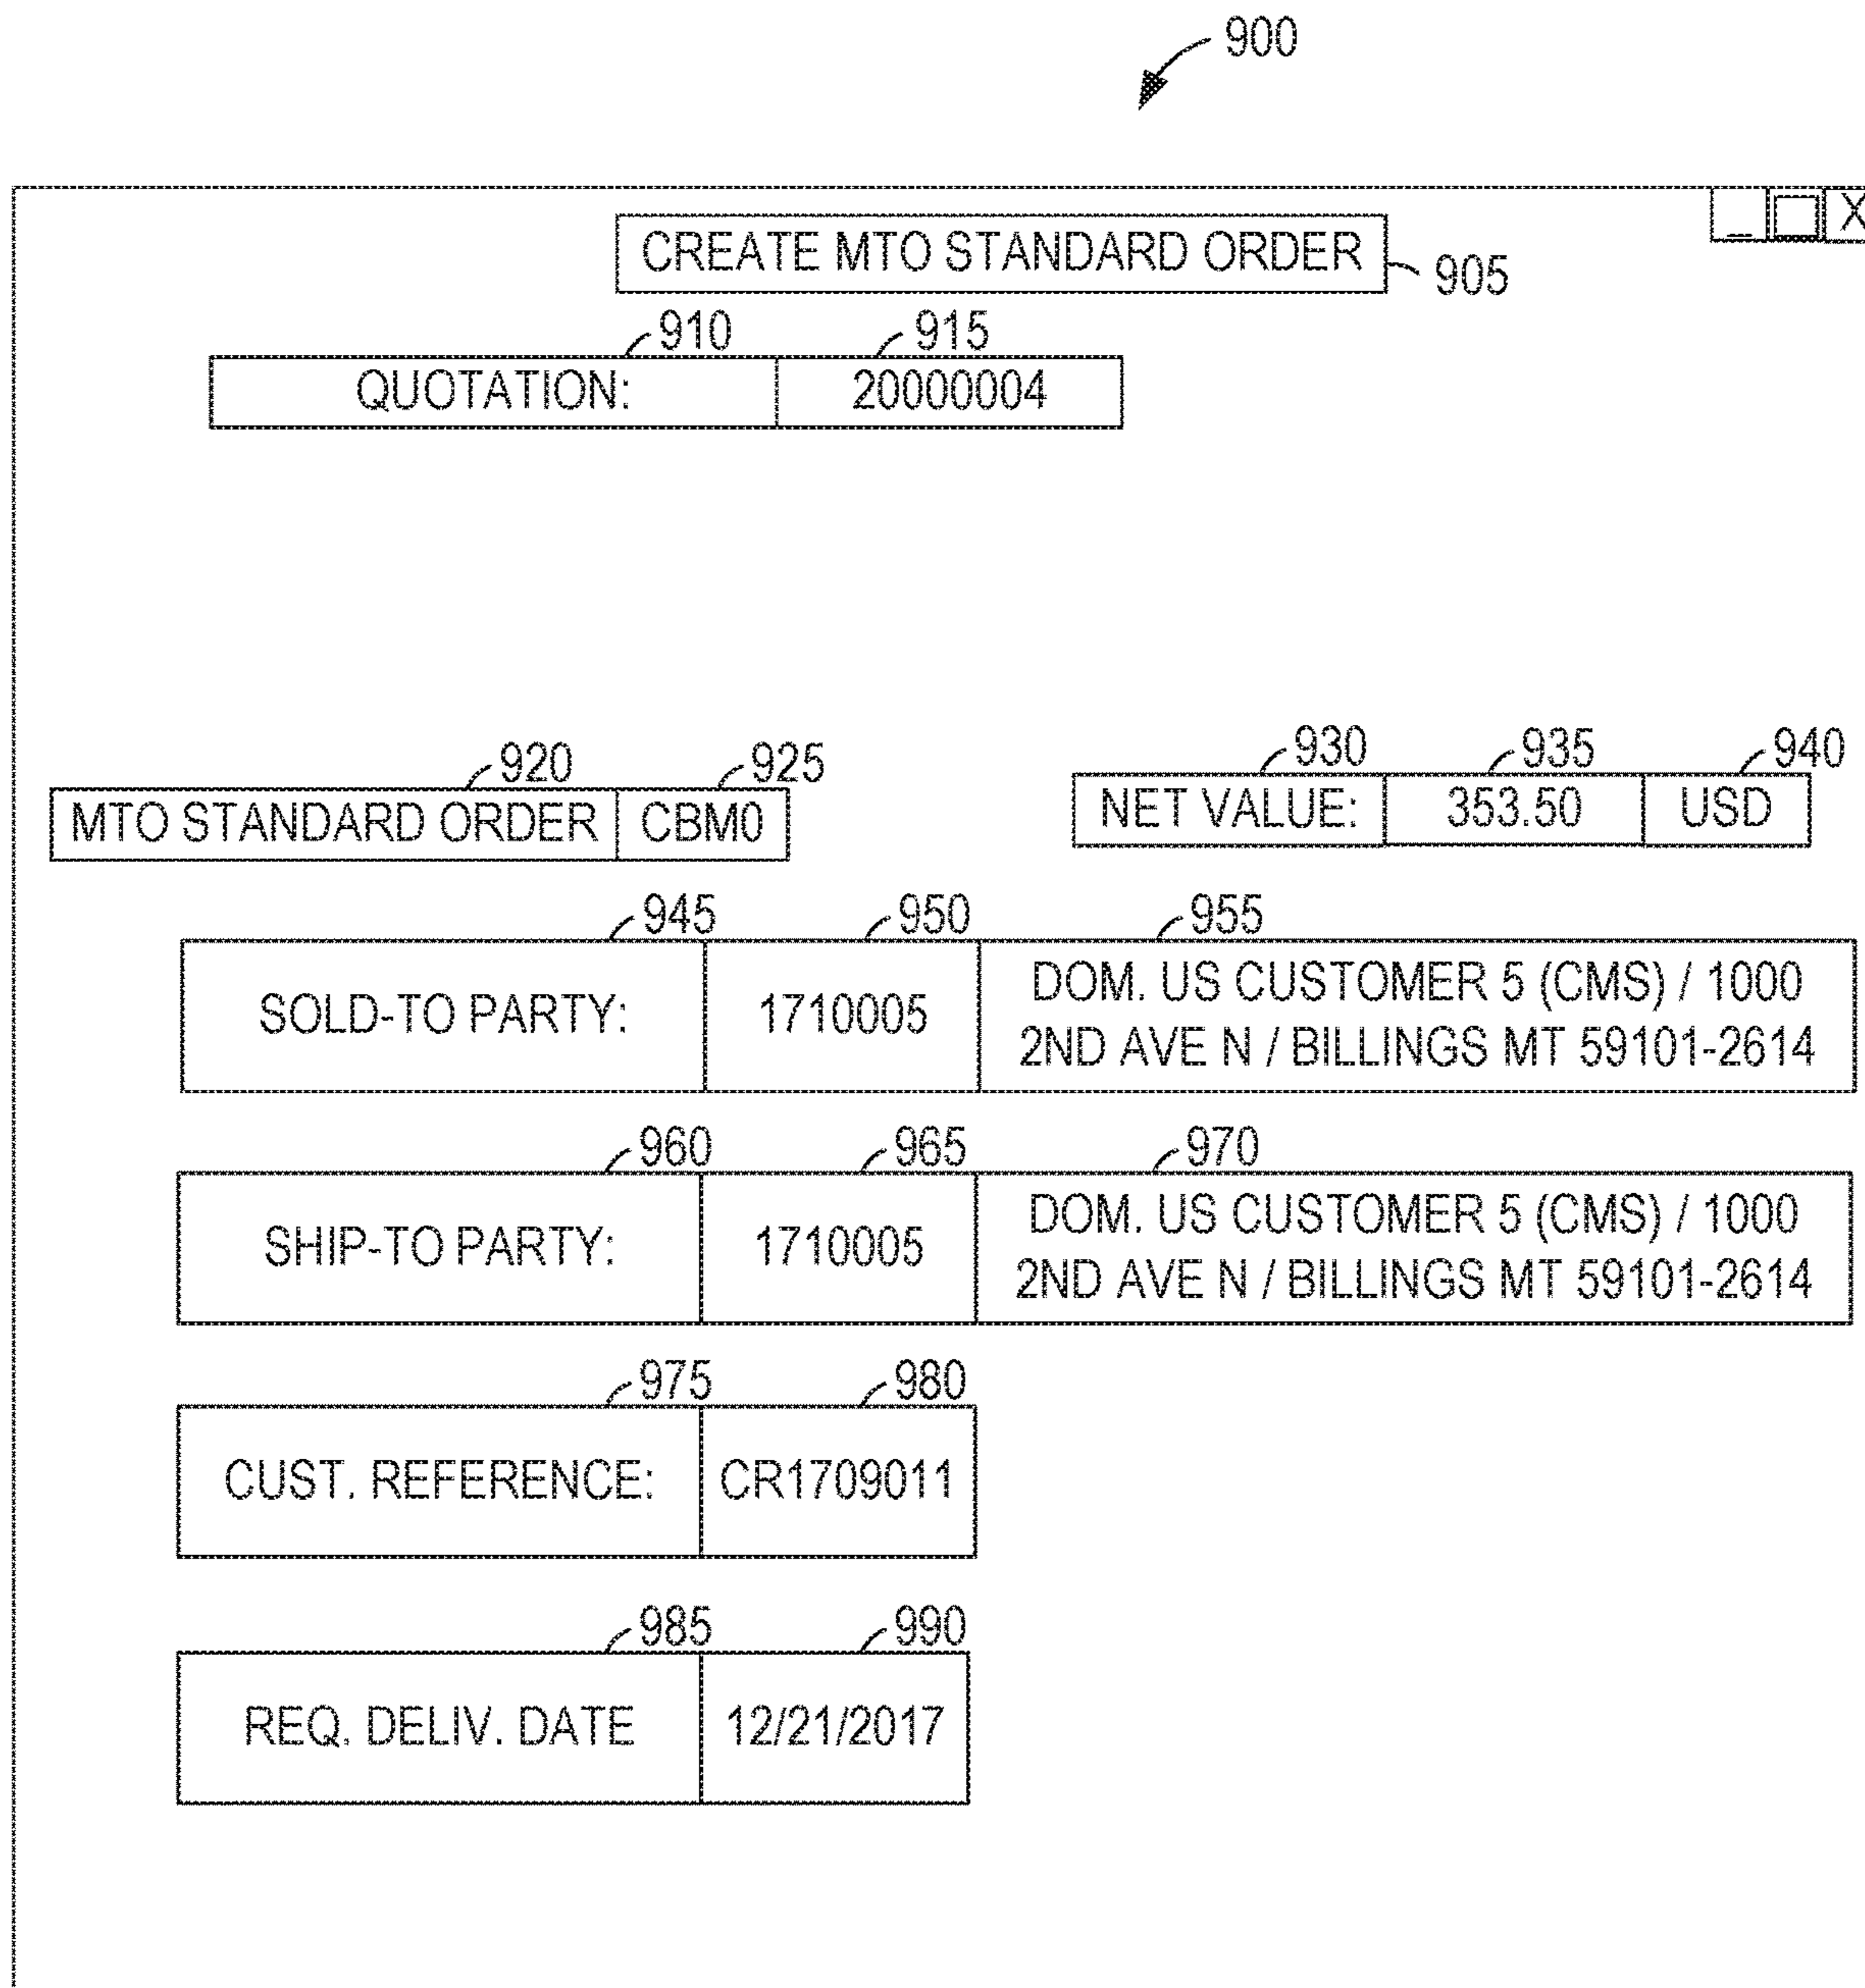 900
_ □ X
CREATE MTO STANDARD ORDER 905
910 915
QUOTATION: 20000004
920 925 930 935 940
MTO STANDARD ORDER CBM0 NET VALUE: 353.50 USD
945 950 955
SOLD-TO PARTY: 1710005 DOM. US CUSTOMER 5 (CMS) / 1000
2ND AVE N / BILLINGS MT 59101-2614
960 965 970
SHIP-TO PARTY: 1710005 DOM. US CUSTOMER 5 (CMS) / 1000
2ND AVE N / BILLINGS MT 59101-2614
975 980
CUST. REFERENCE: CR1709011
985 990
REQ. DELIV. DATE 12/21/2017